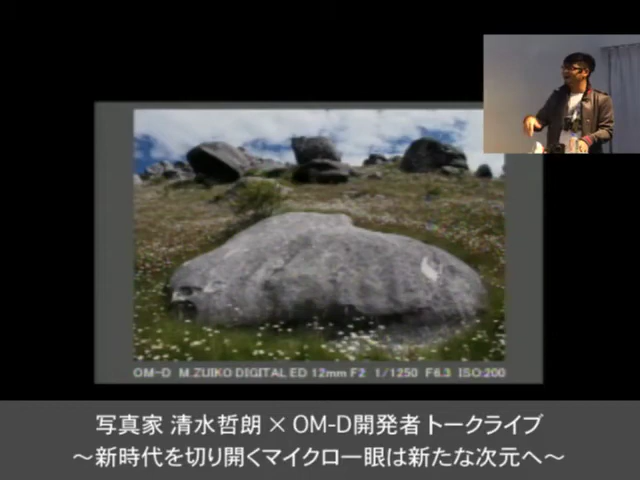 OM-D M.ZUIKO DIGITAL ED 12mm F2 1/1250 F6.3 ISO:200
写真家 清水哲朗 × OM-D開発者 トークライブ
～新時代を切り開くマイクロ一眼は新たな次元へ～